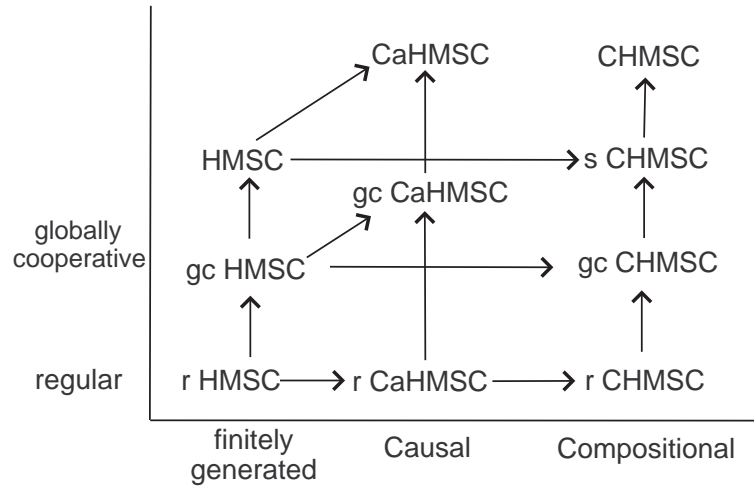 CaHMSC CHMSC
HMSC s CHMSC
gc CaHMSC
globally
cooperative
gc HMSC gc CHMSC
regular r HMSC r CaHMSC r CHMSC
finitely
generated
Causal Compositional